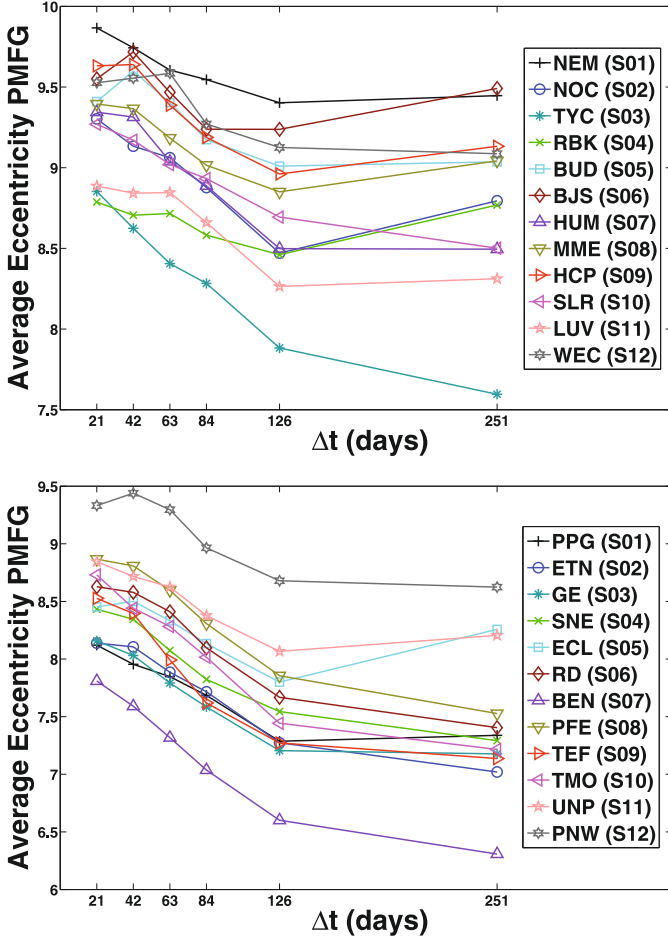 Average Eccentricity PMFG
10
9.5
9
8.5
8
7.5
21 42 63 84 126 251
Δt (days)
NEM (S01)
NOC (S02)
TYC (S03)
RBK (S04)
BUD (S05)
BJS (S06)
HUM (S07)
MME (S08)
HCP (S09)
SLR (S10)
LUV (S11)
WEC (S12)
Average Eccentricity PMFG
9.5
9
8.5
8
7.5
7
6.5
6
21 42 63 84 126 251
Δt (days)
PPG (S01)
ETN (S02)
GE (S03)
SNE (S04)
ECL (S05)
RD (S06)
BEN (S07)
PFE (S08)
TEF (S09)
TMO (S10)
UNP (S11)
PNW (S12)